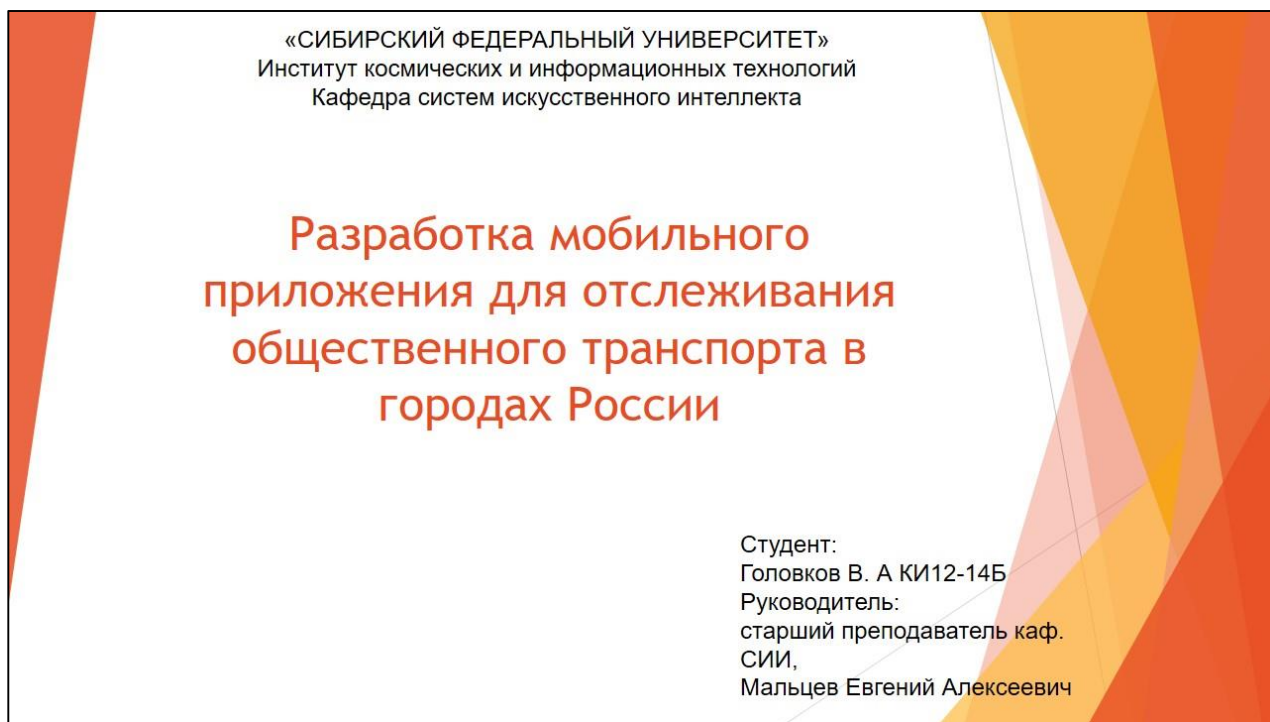 «СИБИРСКИЙ ФЕДЕРАЛЬНЫЙ УНИВЕРСИТЕТ»
Институт космических и информационных технологий
Кафедра систем искусственного интеллекта
Разработка мобильного
приложения для отслеживания
общественного транспорта в
городах России
Студент:
Головков В. А КИ12-14Б
Руководитель:
старший преподаватель каф.
СИИ,
Мальцев Евгений Алексеевич